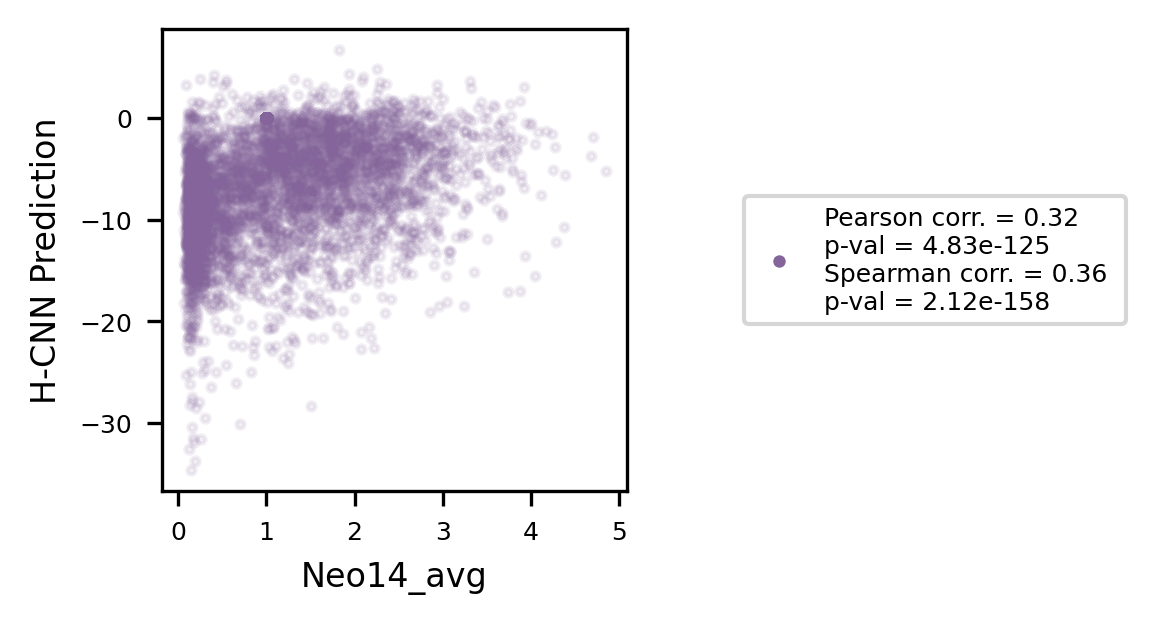 H-CNN Prediction
0
−10
−20
−30
0 1 2 3 4 5
Neo14_avg
Pearson corr. = 0.32
p-val = 4.83e-125
Spearman corr. = 0.36
p-val = 2.12e-158